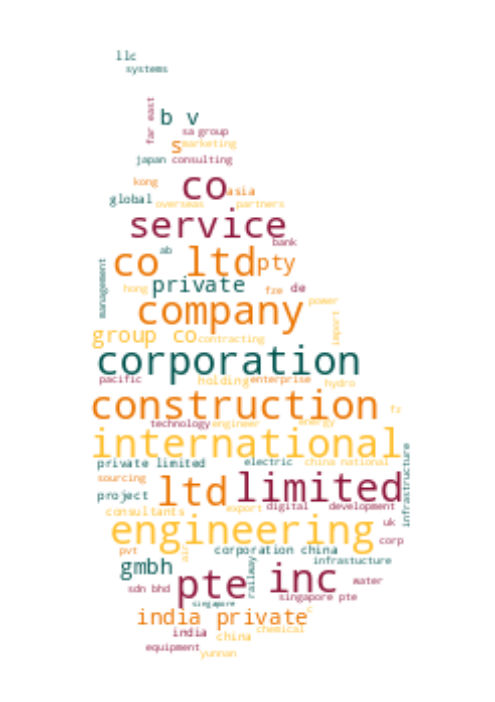 llc
systems
far east
b v
sa group
s
marketing
japan
consulting
kong
co
asia
global
overseas
partners
service
bank
ab
co ltd
pty
management
private
hong
fze
de
company
power
import
group co
contracting
corporation
pacific
holding
enterprise
hydro
construction
fz
technology
engineer
energy
international
infrastructure
private limited
electric
china national
sourcing
ltd
limited
project
consultants
export
digital
development
engineering
uk
corp
pvt
air
corporation china
gmbh
railway
infrastucture
pte
inc
water
sdn bhd
singapore pte
singapore
india private
c
india
china
chemical
equipment
yunnan